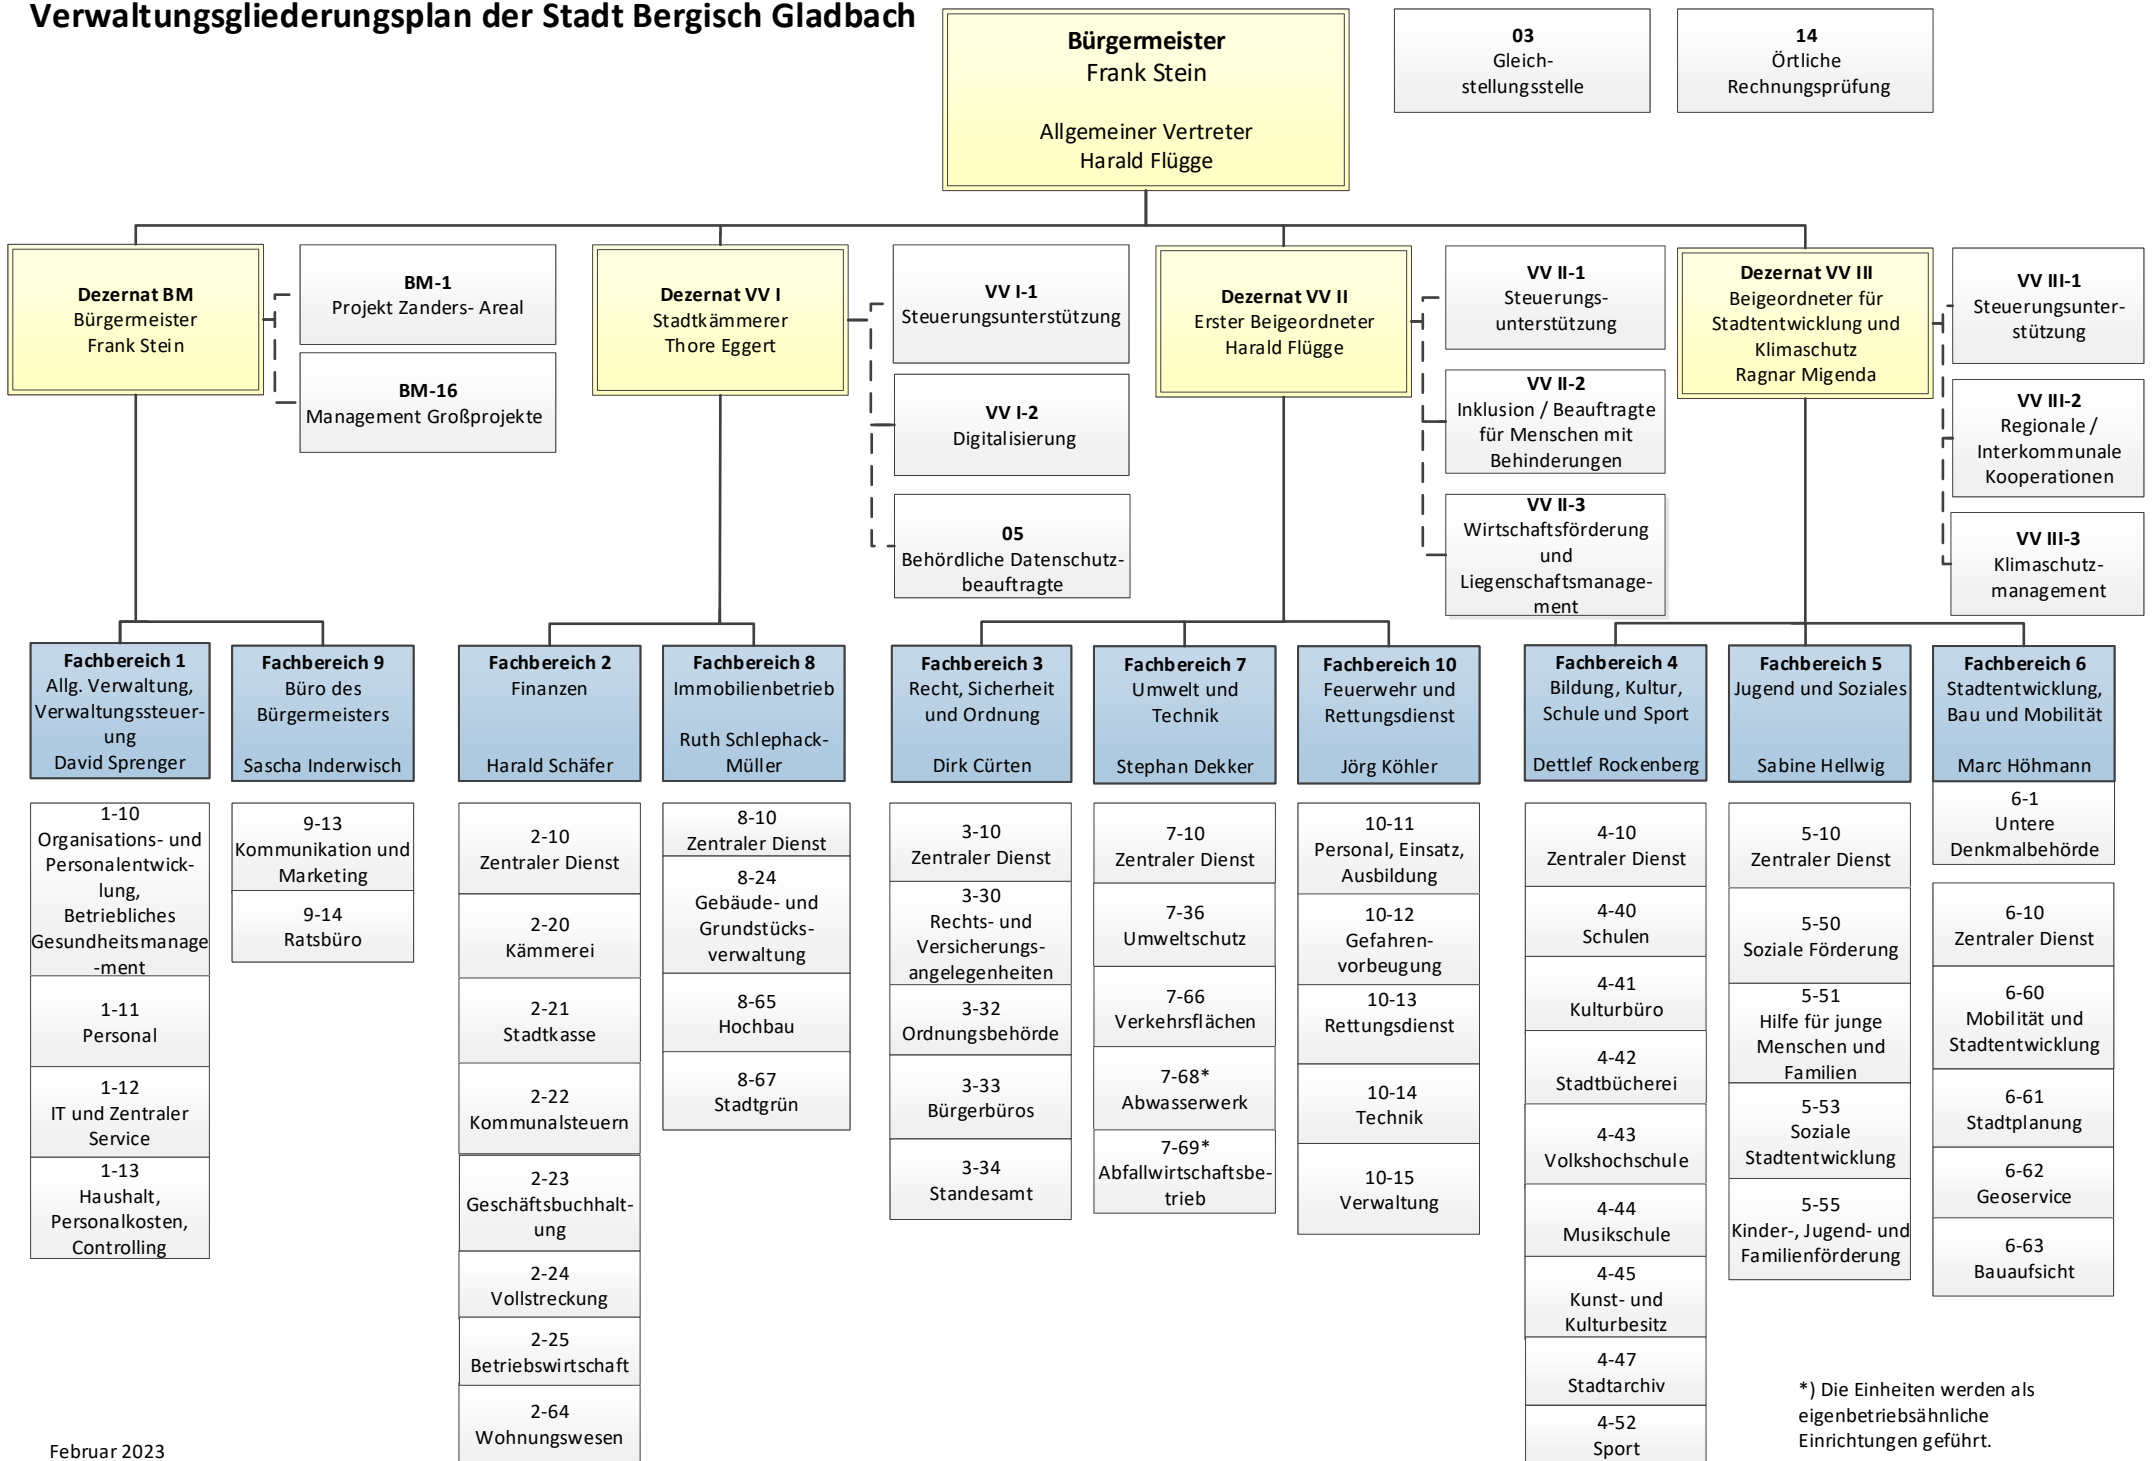 Verwaltungsgliederungsplan der Stadt Bergisch Gladbach
Bürgermeister
Frank Stein
Allgemeiner Vertreter
Harald Flügge
03
Gleich-
stellungsstelle
14
Örtliche
Rechnungsprüfung
Dezernat BM
Bürgermeister
Frank Stein
BM-1
Projekt Zanders- Areal
BM-16
Management Großprojekte
Dezernat VV I
Stadtkämmerer
Thore Eggert
VV I-1
Steuerungsunterstützung
VV I-2
Digitalisierung
05
Behördliche Datenschutz-
beauftragte
Dezernat VV II
Erster Beigeordneter
Harald Flügge
VV II-1
Steuerungs-
unterstützung
VV II-2
Inklusion / Beauftragte
für Menschen mit
Behinderungen
VV II-3
Wirtschaftsförderung
und
Liegenschaftsmanage-
ment
Dezernat VV III
Beigeordneter für
Stadtentwicklung und
Klimaschutz
Ragnar Migenda
VV III-1
Steuerungsunter-
stützung
VV III-2
Regionale /
Interkommunale
Kooperationen
VV III-3
Klimaschutz-
management
Fachbereich 1
Allg. Verwaltung,
Verwaltungssteuer-
ung
David Sprenger
1-10
Organisations- und
Personalentwick-
lung,
Betriebliches
Gesundheitsmanage
-ment
1-11
Personal
1-12
IT und Zentraler
Service
1-13
Haushalt,
Personalkosten,
Controlling
Fachbereich 9
Büro des
Bürgermeisters
Sascha Inderwisch
9-13
Kommunikation und
Marketing
9-14
Ratsbüro
Fachbereich 2
Finanzen
Harald Schäfer
2-10
Zentraler Dienst
2-20
Kämmerei
2-21
Stadtkasse
2-22
Kommunalsteuern
2-23
Geschäftsbuchhalt-
ung
2-24
Vollstreckung
2-25
Betriebswirtschaft
2-64
Wohnungswesen
Fachbereich 8
Immobilienbetrieb
Ruth Schlephack-
Müller
8-10
Zentraler Dienst
8-24
Gebäude- und
Grundstücks-
verwaltung
8-65
Hochbau
8-67
Stadtgrün
Fachbereich 3
Recht, Sicherheit
und Ordnung
Dirk Cürten
3-10
Zentraler Dienst
3-30
Rechts- und
Versicherungs-
angelegenheiten
3-32
Ordnungsbehörde
3-33
Bürgerbüros
3-34
Standesamt
Fachbereich 7
Umwelt und
Technik
Stephan Dekker
7-10
Zentraler Dienst
7-36
Umweltschutz
7-66
Verkehrsflächen
7-68*
Abwasserwerk
7-69*
Abfallwirtschaftsbe-
trieb
Fachbereich 10
Feuerwehr und
Rettungsdienst
Jörg Köhler
10-11
Personal, Einsatz,
Ausbildung
10-12
Gefahren-
vorbeugung
10-13
Rettungsdienst
10-14
Technik
10-15
Verwaltung
Fachbereich 4
Bildung, Kultur,
Schule und Sport
Dettlef Rockenberg
4-10
Zentraler Dienst
4-40
Schulen
4-41
Kulturbüro
4-42
Stadtbücherei
4-43
Volkshochschule
4-44
Musikschule
4-45
Kunst- und
Kulturbesitz
4-47
Stadtarchiv
4-52
Sport
Fachbereich 5
Jugend und Soziales
Sabine Hellwig
5-10
Zentraler Dienst
5-50
Soziale Förderung
5-51
Hilfe für junge
Menschen und
Familien
5-53
Soziale
Stadtentwicklung
5-55
Kinder-, Jugend- und
Familienförderung
Fachbereich 6
Stadtentwicklung,
Bau und Mobilität
Marc Höhmann
6-1
Untere
Denkmalbehörde
6-10
Zentraler Dienst
6-60
Mobilität und
Stadtentwicklung
6-61
Stadtplanung
6-62
Geoservice
6-63
Bauaufsicht
*) Die Einheiten werden als
eigenbetriebsähnliche
Einrichtungen geführt.
Februar 2023